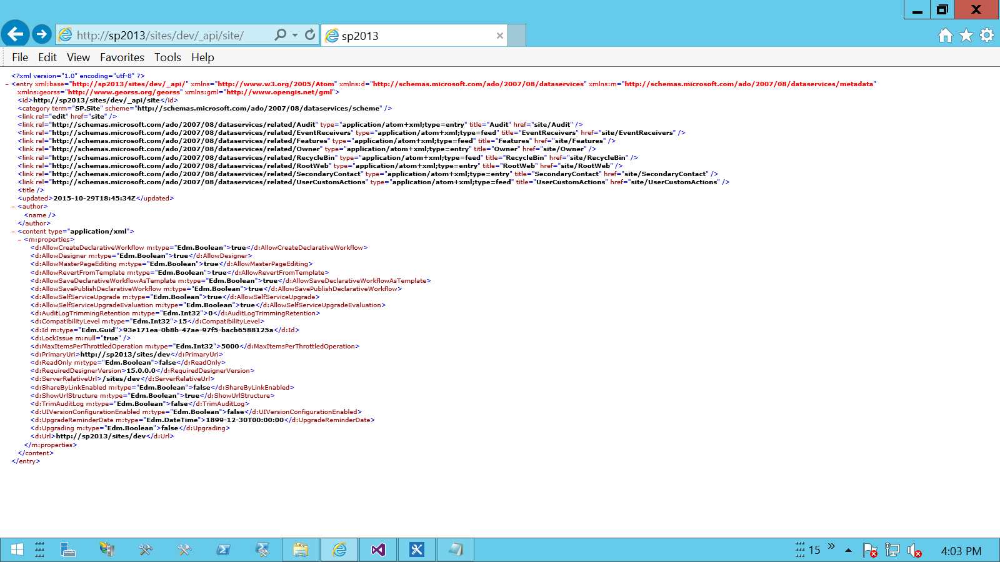 http://sp2013/sites/dev/_api/site/
sp2013
File Edit View Favorites Tools Help
<?xml version="1.0" encoding="utf-8" ?>
- <entry xml:base="http://sp2013/sites/dev/_api/" xmlns="http://www.w3.org/2005/Atom" xmlns:d="http://schemas.microsoft.com/ado/2007/08/dataservices" xmlns:m="http://schemas.microsoft.com/ado/2007/08/dataservices/metadata"
xmlns:georss="http://www.georss.org/georss" xmlns:gml="http://www.opengis.net/gml">
<id>http://sp2013/sites/dev/_api/site</id>
<category term="SP.Site" scheme="http://schemas.microsoft.com/ado/2007/08/dataservices/scheme" />
<link rel="edit" href="site" />
<link rel="http://schemas.microsoft.com/ado/2007/08/dataservices/related/Audit" type="application/atom+xml;type=entry" title="Audit" href="site/Audit" />
<link rel="http://schemas.microsoft.com/ado/2007/08/dataservices/related/EventReceivers" type="application/atom+xml;type=feed" title="EventReceivers" href="site/EventReceivers" />
<link rel="http://schemas.microsoft.com/ado/2007/08/dataservices/related/Features" type="application/atom+xml;type=feed" title="Features" href="site/Features" />
<link rel="http://schemas.microsoft.com/ado/2007/08/dataservices/related/Owner" type="application/atom+xml;type=entry" title="Owner" href="site/Owner" />
<link rel="http://schemas.microsoft.com/ado/2007/08/dataservices/related/RecycleBin" type="application/atom+xml;type=feed" title="RecycleBin" href="site/RecycleBin" />
<link rel="http://schemas.microsoft.com/ado/2007/08/dataservices/related/RootWeb" type="application/atom+xml;type=entry" title="RootWeb" href="site/RootWeb" />
<link rel="http://schemas.microsoft.com/ado/2007/08/dataservices/related/SecondaryContact" type="application/atom+xml;type=entry" title="SecondaryContact" href="site/SecondaryContact" />
<link rel="http://schemas.microsoft.com/ado/2007/08/dataservices/related/UserCustomActions" type="application/atom+xml;type=feed" title="UserCustomActions" href="site/UserCustomActions" />
<title />
<updated>2015-10-29T18:45:34Z</updated>
- <author>
<name />
</author>
- <content type="application/xml">
- <m:properties>
<d:AllowCreateDeclarativeWorkflow m:type="Edm.Boolean">true</d:AllowCreateDeclarativeWorkflow>
<d:AllowDesigner m:type="Edm.Boolean">true</d:AllowDesigner>
<d:AllowMasterPageEditing m:type="Edm.Boolean">true</d:AllowMasterPageEditing>
<d:AllowRevertFromTemplate m:type="Edm.Boolean">true</d:AllowRevertFromTemplate>
<d:AllowSaveDeclarativeWorkflowAsTemplate m:type="Edm.Boolean">true</d:AllowSaveDeclarativeWorkflowAsTemplate>
<d:AllowSavePublishDeclarativeWorkflow m:type="Edm.Boolean">true</d:AllowSavePublishDeclarativeWorkflow>
<d:AllowSelfServiceUpgrade m:type="Edm.Boolean">true</d:AllowSelfServiceUpgrade>
<d:AllowSelfServiceUpgradeEvaluation m:type="Edm.Boolean">true</d:AllowSelfServiceUpgradeEvaluation>
<d:AuditLogTrimmingRetention m:type="Edm.Int32">0</d:AuditLogTrimmingRetention>
<d:CompatibilityLevel m:type="Edm.Int32">15</d:CompatibilityLevel>
<d:Id m:type="Edm.Guid">93e171ea-0b8b-47ae-97f5-bacb6588125a</d:Id>
<d:LockIssue m:null="true" />
<d:MaxItemsPerThrottledOperation m:type="Edm.Int32">5000</d:MaxItemsPerThrottledOperation>
<d:PrimaryUri>http://sp2013/sites/dev</d:PrimaryUri>
<d:ReadOnly m:type="Edm.Boolean">false</d:ReadOnly>
<d:RequiredDesignerVersion>15.0.0.0</d:RequiredDesignerVersion>
<d:ServerRelativeUrl>/sites/dev</d:ServerRelativeUrl>
<d:ShareByLinkEnabled m:type="Edm.Boolean">false</d:ShareByLinkEnabled>
<d:ShowUrlStructure m:type="Edm.Boolean">true</d:ShowUrlStructure>
<d:TrimAuditLog m:type="Edm.Boolean">false</d:TrimAuditLog>
<d:UIVersionConfigurationEnabled m:type="Edm.Boolean">false</d:UIVersionConfigurationEnabled>
<d:UpgradeReminderDate m:type="Edm.DateTime">1899-12-30T00:00:00</d:UpgradeReminderDate>
<d:Upgrading m:type="Edm.Boolean">false</d:Upgrading>
<d:Url>http://sp2013/sites/dev</d:Url>
</m:properties>
</content>
</entry>
15 » 4:03 PM